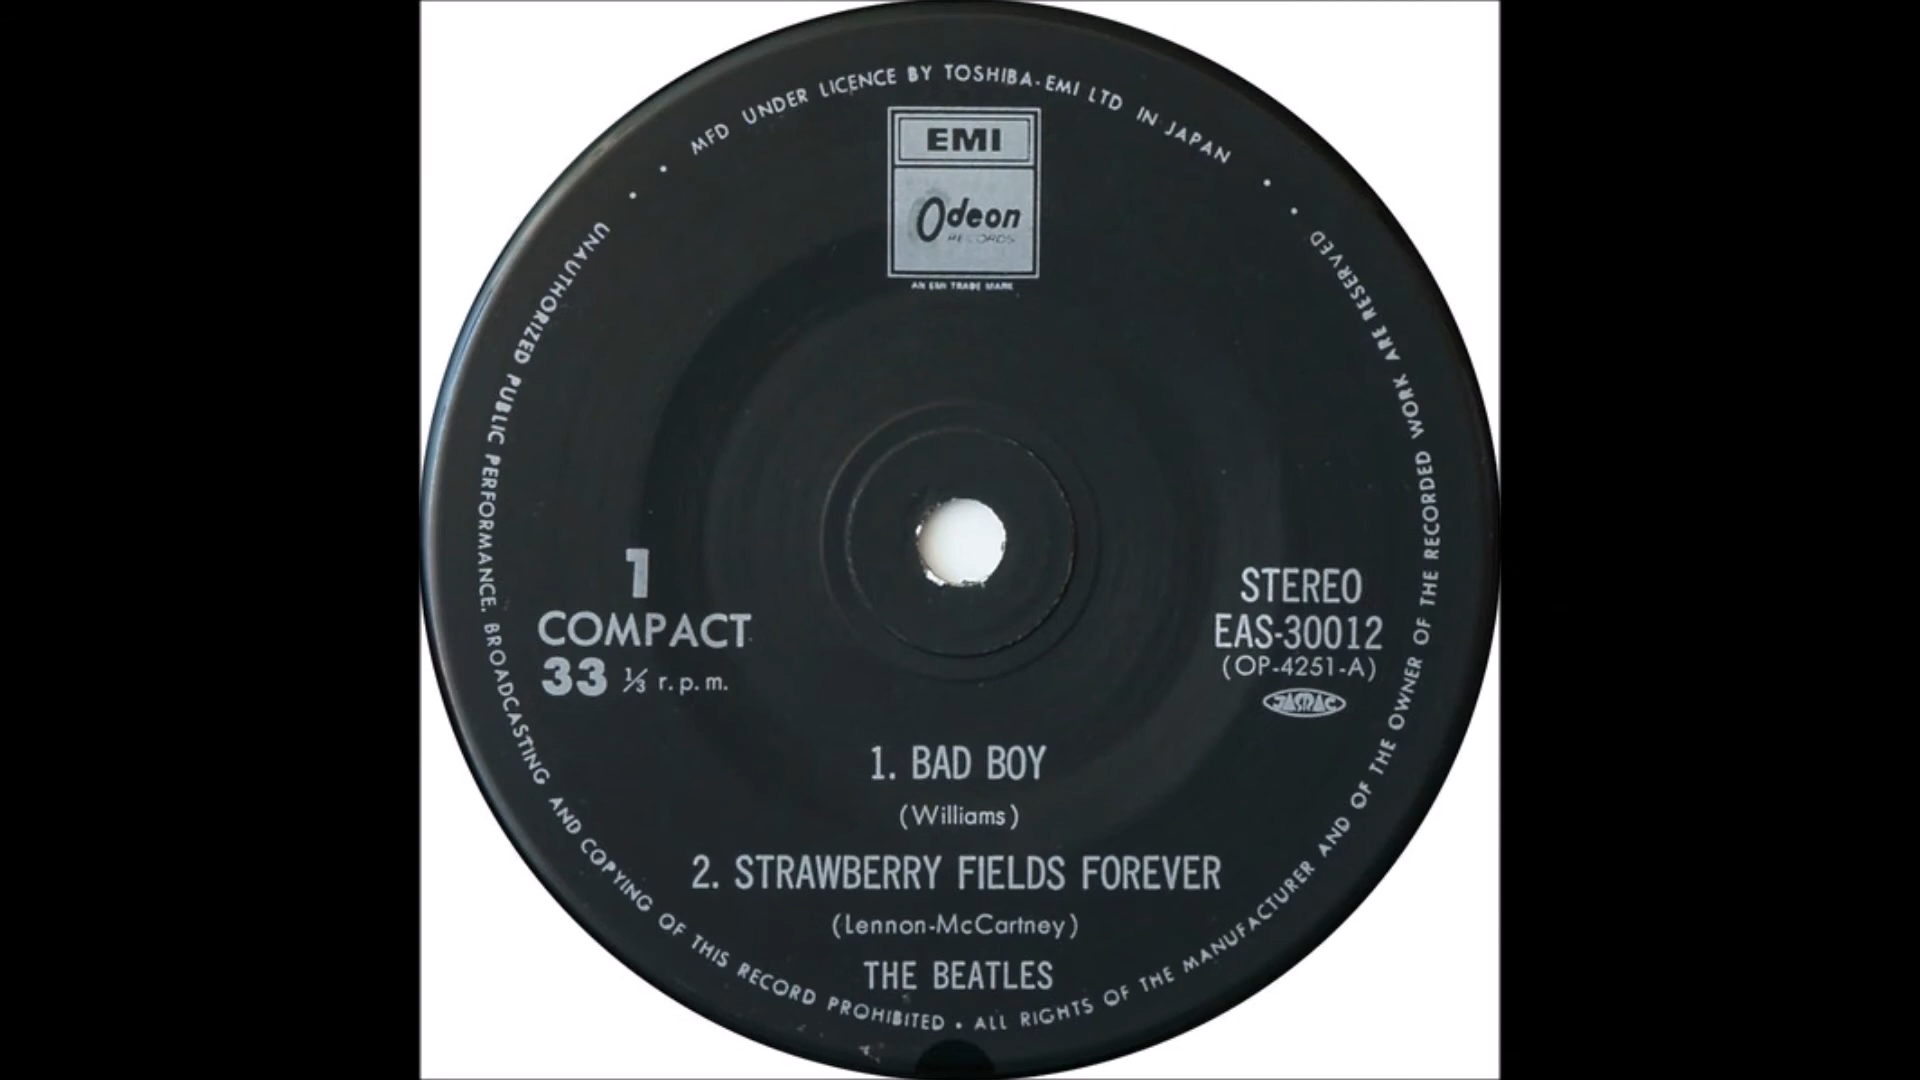 MFD UNDER LICENCE BY TOSHIBA-EMI LTD IN JAPAN
EMI
Odeon
RECORDS
AN EMI TRADE MARK
1
COMPACT
33 ⅓ r.p.m.
STEREO
EAS-30012
(OP-4251-A)
JASRAC
1. BAD BOY
(Williams)
2. STRAWBERRY FIELDS FOREVER
(Lennon-McCartney)
THE BEATLES
UNAUTHORIZED PUBLIC PERFORMANCE, BROADCASTING AND COPYING OF THIS RECORD PROHIBITED • ALL RIGHTS OF THE MANUFACTURER AND OF THE OWNER OF THE RECORDED WORK ARE RESERVED